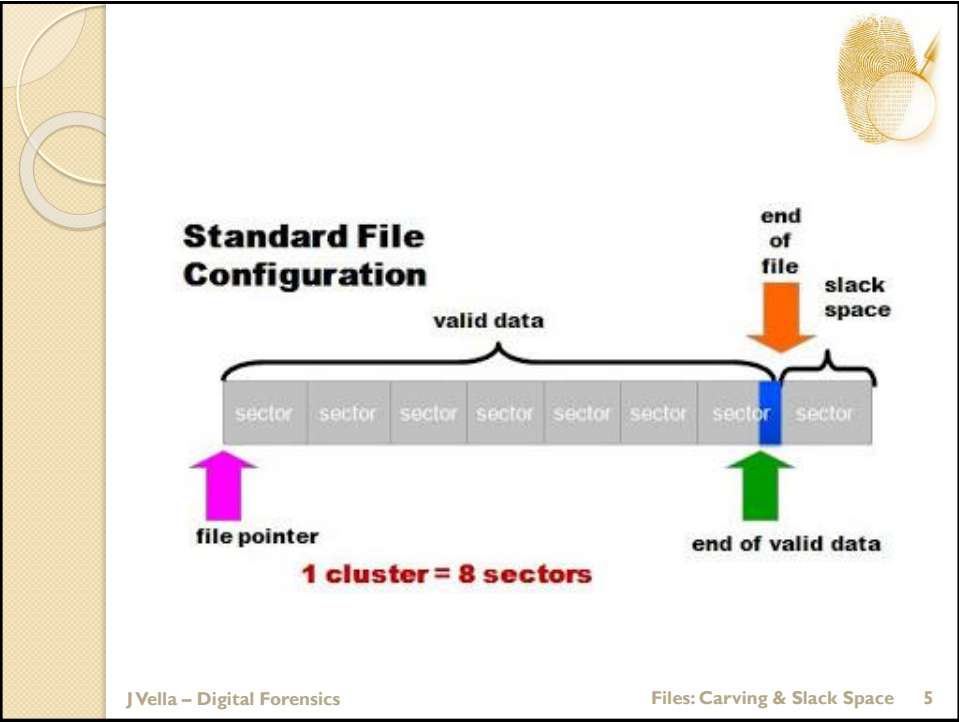 Standard File
Configuration
end
of
file
slack
space
valid data
sector sector sector sector sector sector sector sector
file pointer
end of valid data
1 cluster = 8 sectors
J Vella – Digital Forensics
Files: Carving & Slack Space 5